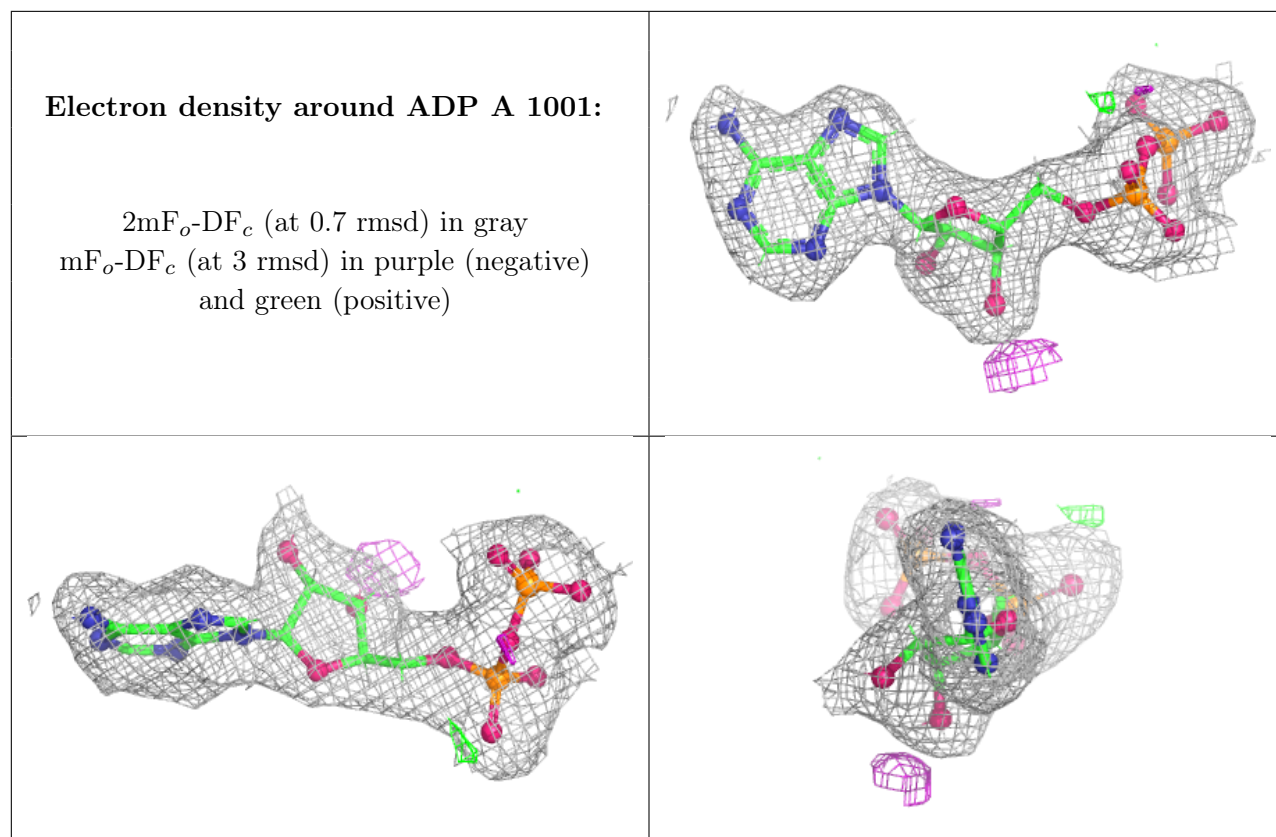 Electron density around ADP A 1001:
2mFo-DFc (at 0.7 rmsd) in gray
mFo-DFc (at 3 rmsd) in purple (negative)
and green (positive)